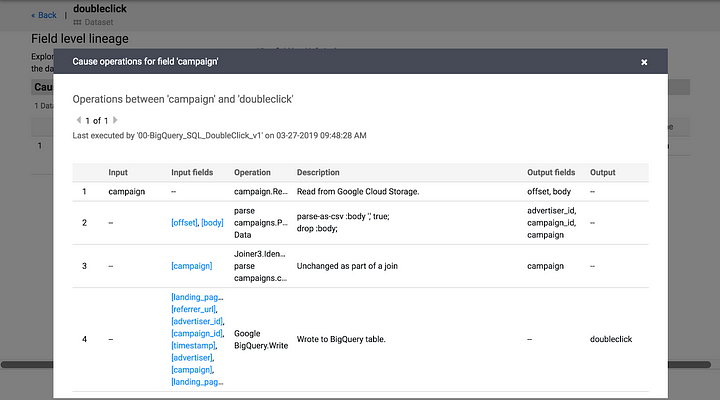 ‹ Back | doubleclick
Dataset
Field level lineage
Explor
the da
Cau
1 Data
1
Cause operations for field 'campaign'
Operations between 'campaign' and 'doubleclick'
1 of 1
Last executed by '00-BigQuery_SQL_DoubleClick_v1' on 03-27-2019 09:48:28 AM
Input Input fields Operation Description Output fields Output
1 campaign -- campaign.Re... Read from Google Cloud Storage. offset, body --
2 -- [offset], [body] parse campaigns.P... Data parse-as-csv :body ',' true; drop :body; advertiser_id, campaign_id, campaign --
3 -- [campaign] Joiner3.Iden... parse campaigns.c... Unchanged as part of a join campaign --
4 -- [landing_pag... [referrer_url], [advertiser_id], [campaign_id], [timestamp], [advertiser], [campaign], [landing_pag... Google BigQuery.Write Wrote to BigQuery table. -- doubleclick